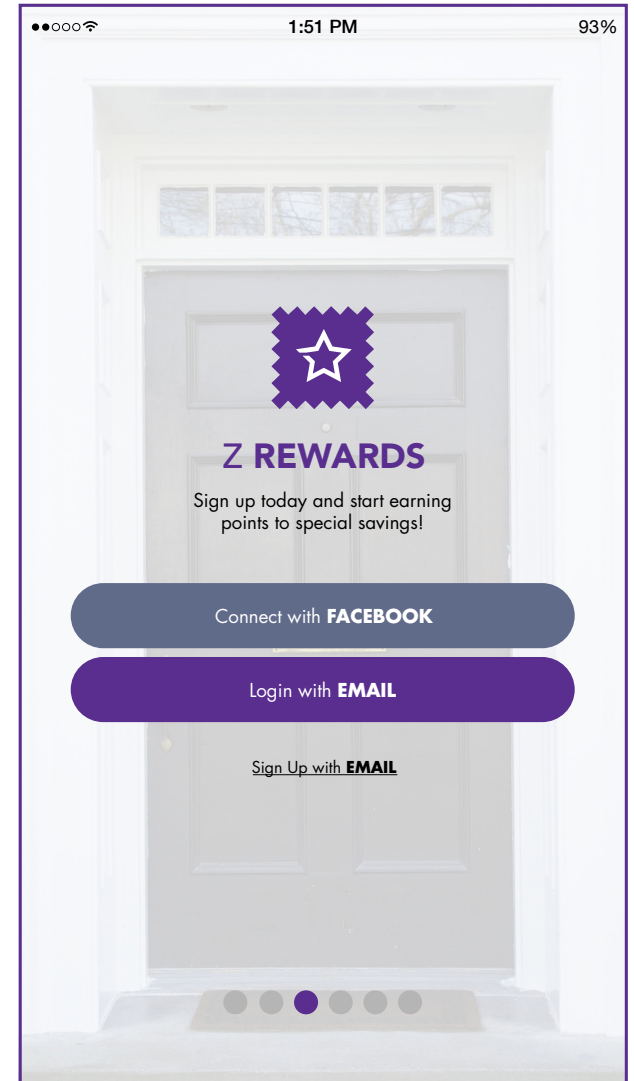 1:51 PM
93%
Z REWARDS
Sign up today and start earning
points to special savings!
Connect with FACEBOOK
Login with EMAIL
Sign Up with EMAIL